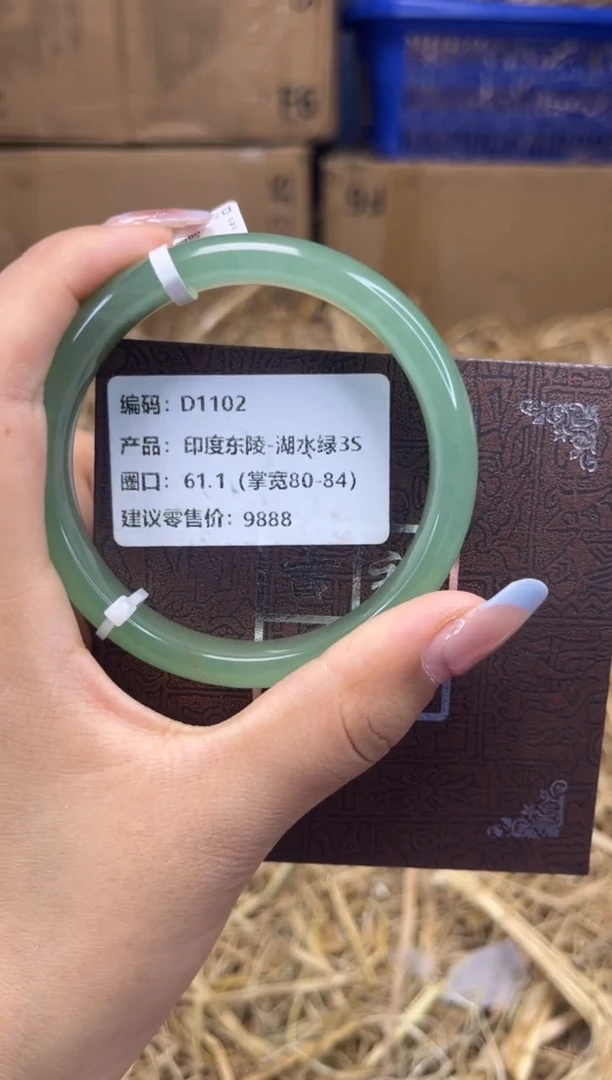 编码：D1102
产品：印度东陵-湖水绿3S
圈口：61.1（掌宽80-84）
建议零售价：9888